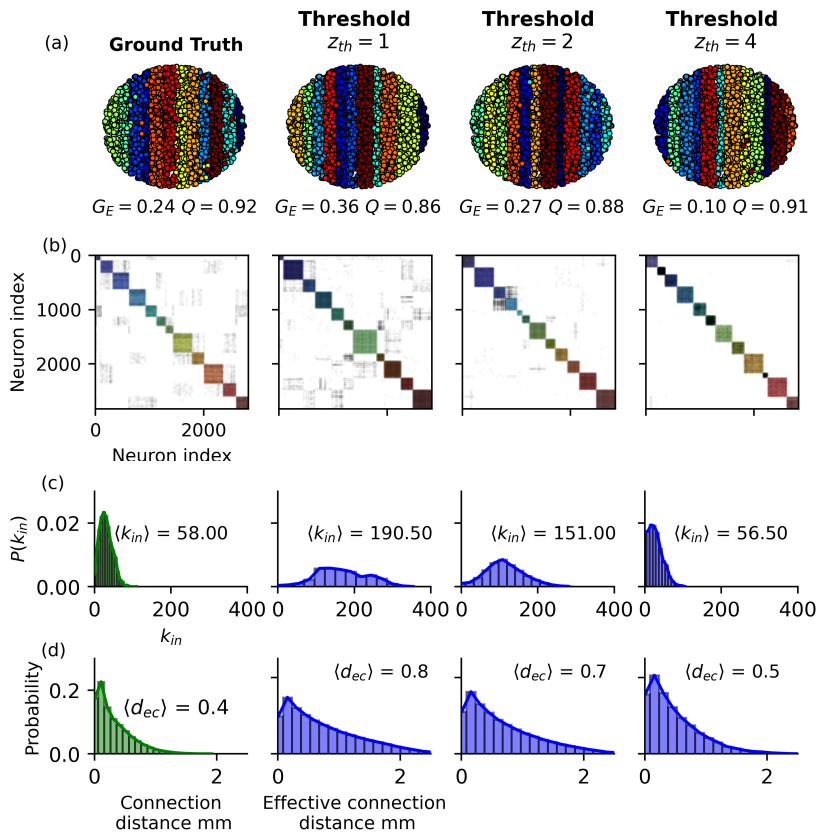 (a)
Ground Truth
Threshold
z_th = 1
Threshold
z_th = 2
Threshold
z_th = 4
G_E = 0.24 Q = 0.92
G_E = 0.36 Q = 0.86
G_E = 0.27 Q = 0.88
G_E = 0.10 Q = 0.91
(b)
Neuron index
0
1000
2000
0
2000
Neuron index
(c)
P(k_in)
0.02
0.00
⟨k_in⟩ = 58.00
⟨k_in⟩ = 190.50
⟨k_in⟩ = 151.00
⟨k_in⟩ = 56.50
0 200 400
0 200 400
0 200 400
0 200 400
k_in
(d)
Probability
0.2
0.0
⟨d_ec⟩ = 0.4
⟨d_ec⟩ = 0.8
⟨d_ec⟩ = 0.7
⟨d_ec⟩ = 0.5
0 2
0 2
0 2
0 2
Connection
distance mm
Effective connection
distance mm